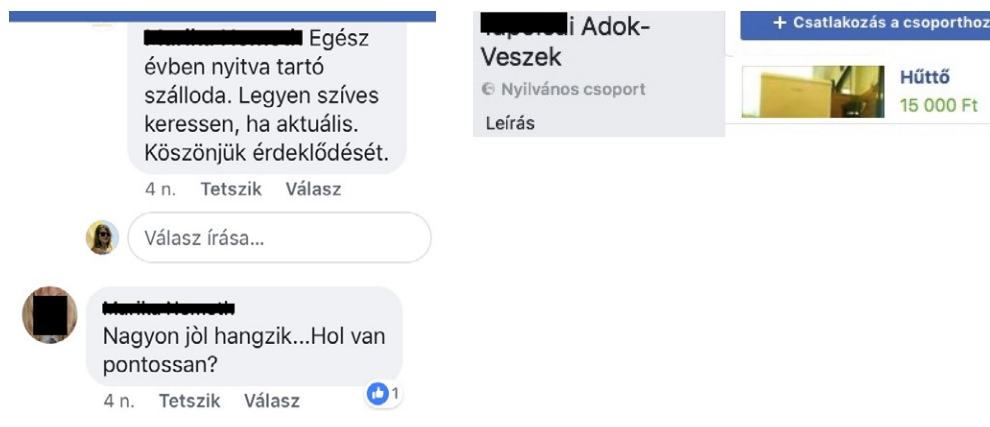 Egész
évben nyitva tartó
szálloda. Legyen szíves
keressen, ha aktuális.
Köszönjük érdeklődését.
4 n. Tetszik Válasz
Válasz írása...
Nagyon jòl hangzik...Hol van
pontossan?
4 n. Tetszik Válasz
1
Adok-
Veszek
Nyilvános csoport
Leírás
+ Csatlakozás a csoporthoz
Hűttő
15 000 Ft